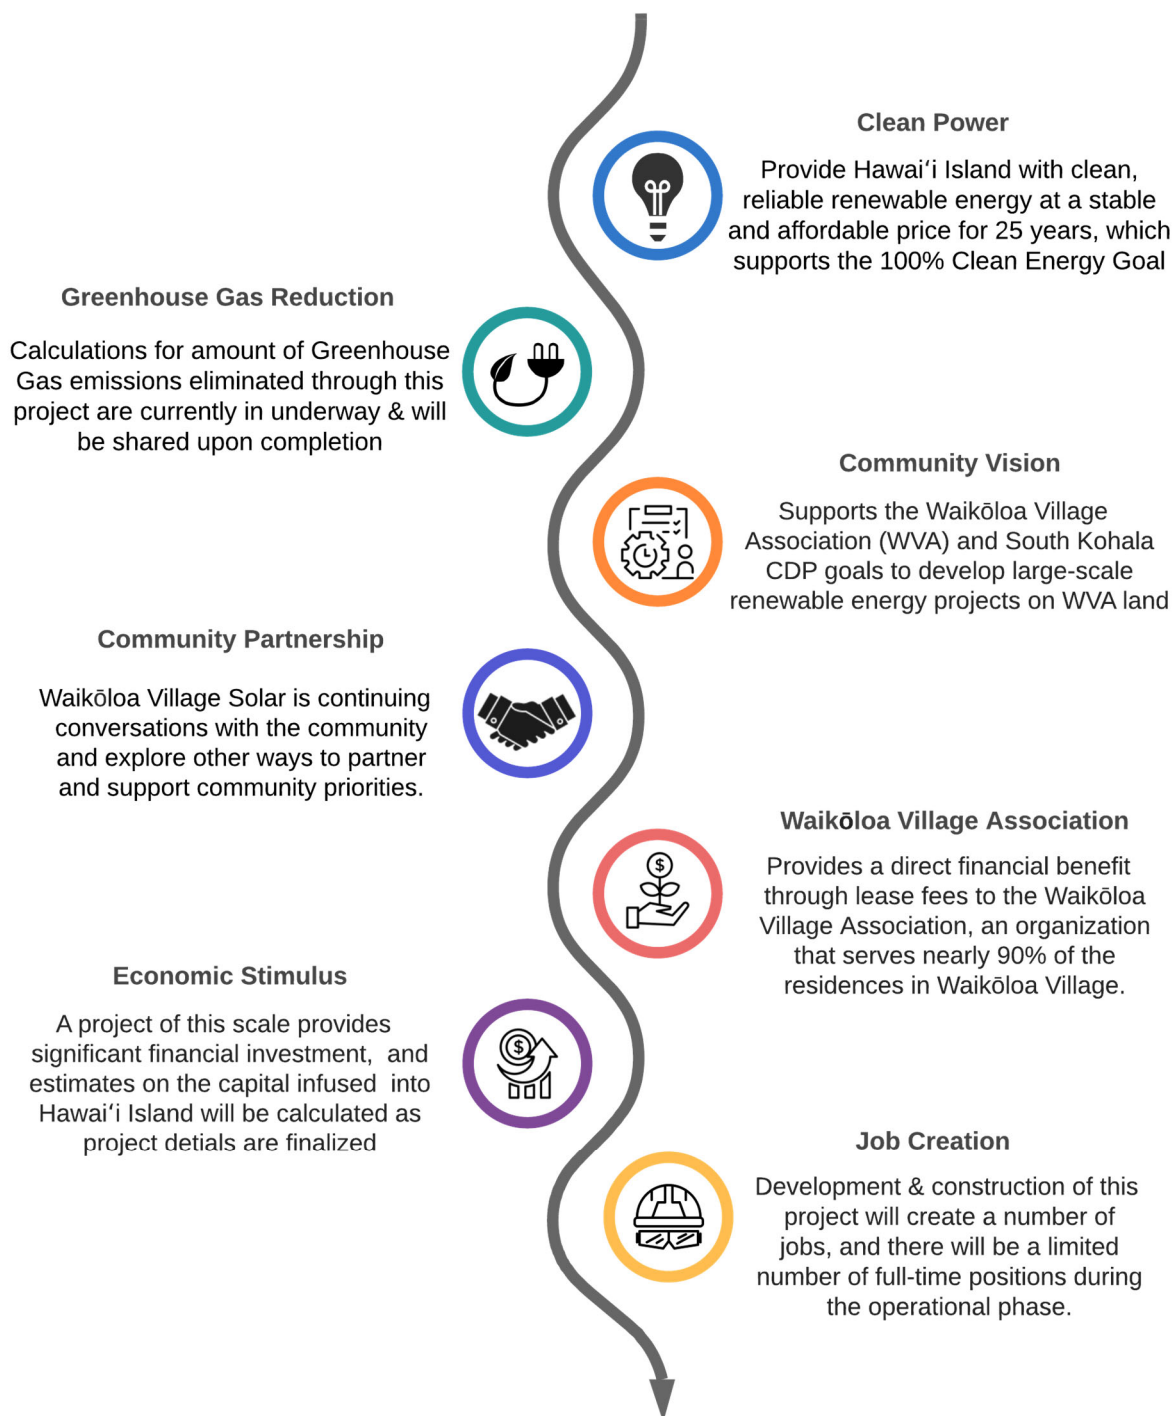 Clean Power
Provide Hawaiʻi Island with clean,
reliable renewable energy at a stable
and affordable price for 25 years, which
supports the 100% Clean Energy Goal
Greenhouse Gas Reduction
Calculations for amount of Greenhouse
Gas emissions eliminated through this
project are currently in underway & will
be shared upon completion
Community Vision
Supports the Waikōloa Village
Association (WVA) and South Kohala
CDP goals to develop large-scale
renewable energy projects on WVA land
Community Partnership
Waikōloa Village Solar is continuing
conversations with the community
and explore other ways to partner
and support community priorities.
Waikōloa Village Association
Provides a direct financial benefit
through lease fees to the Waikōloa
Village Association, an organization
that serves nearly 90% of the
residences in Waikōloa Village.
Economic Stimulus
A project of this scale provides
significant financial investment, and
estimates on the capital infused into
Hawaiʻi Island will be calculated as
project detials are finalized
Job Creation
Development & construction of this
project will create a number of
jobs, and there will be a limited
number of full-time positions during
the operational phase.